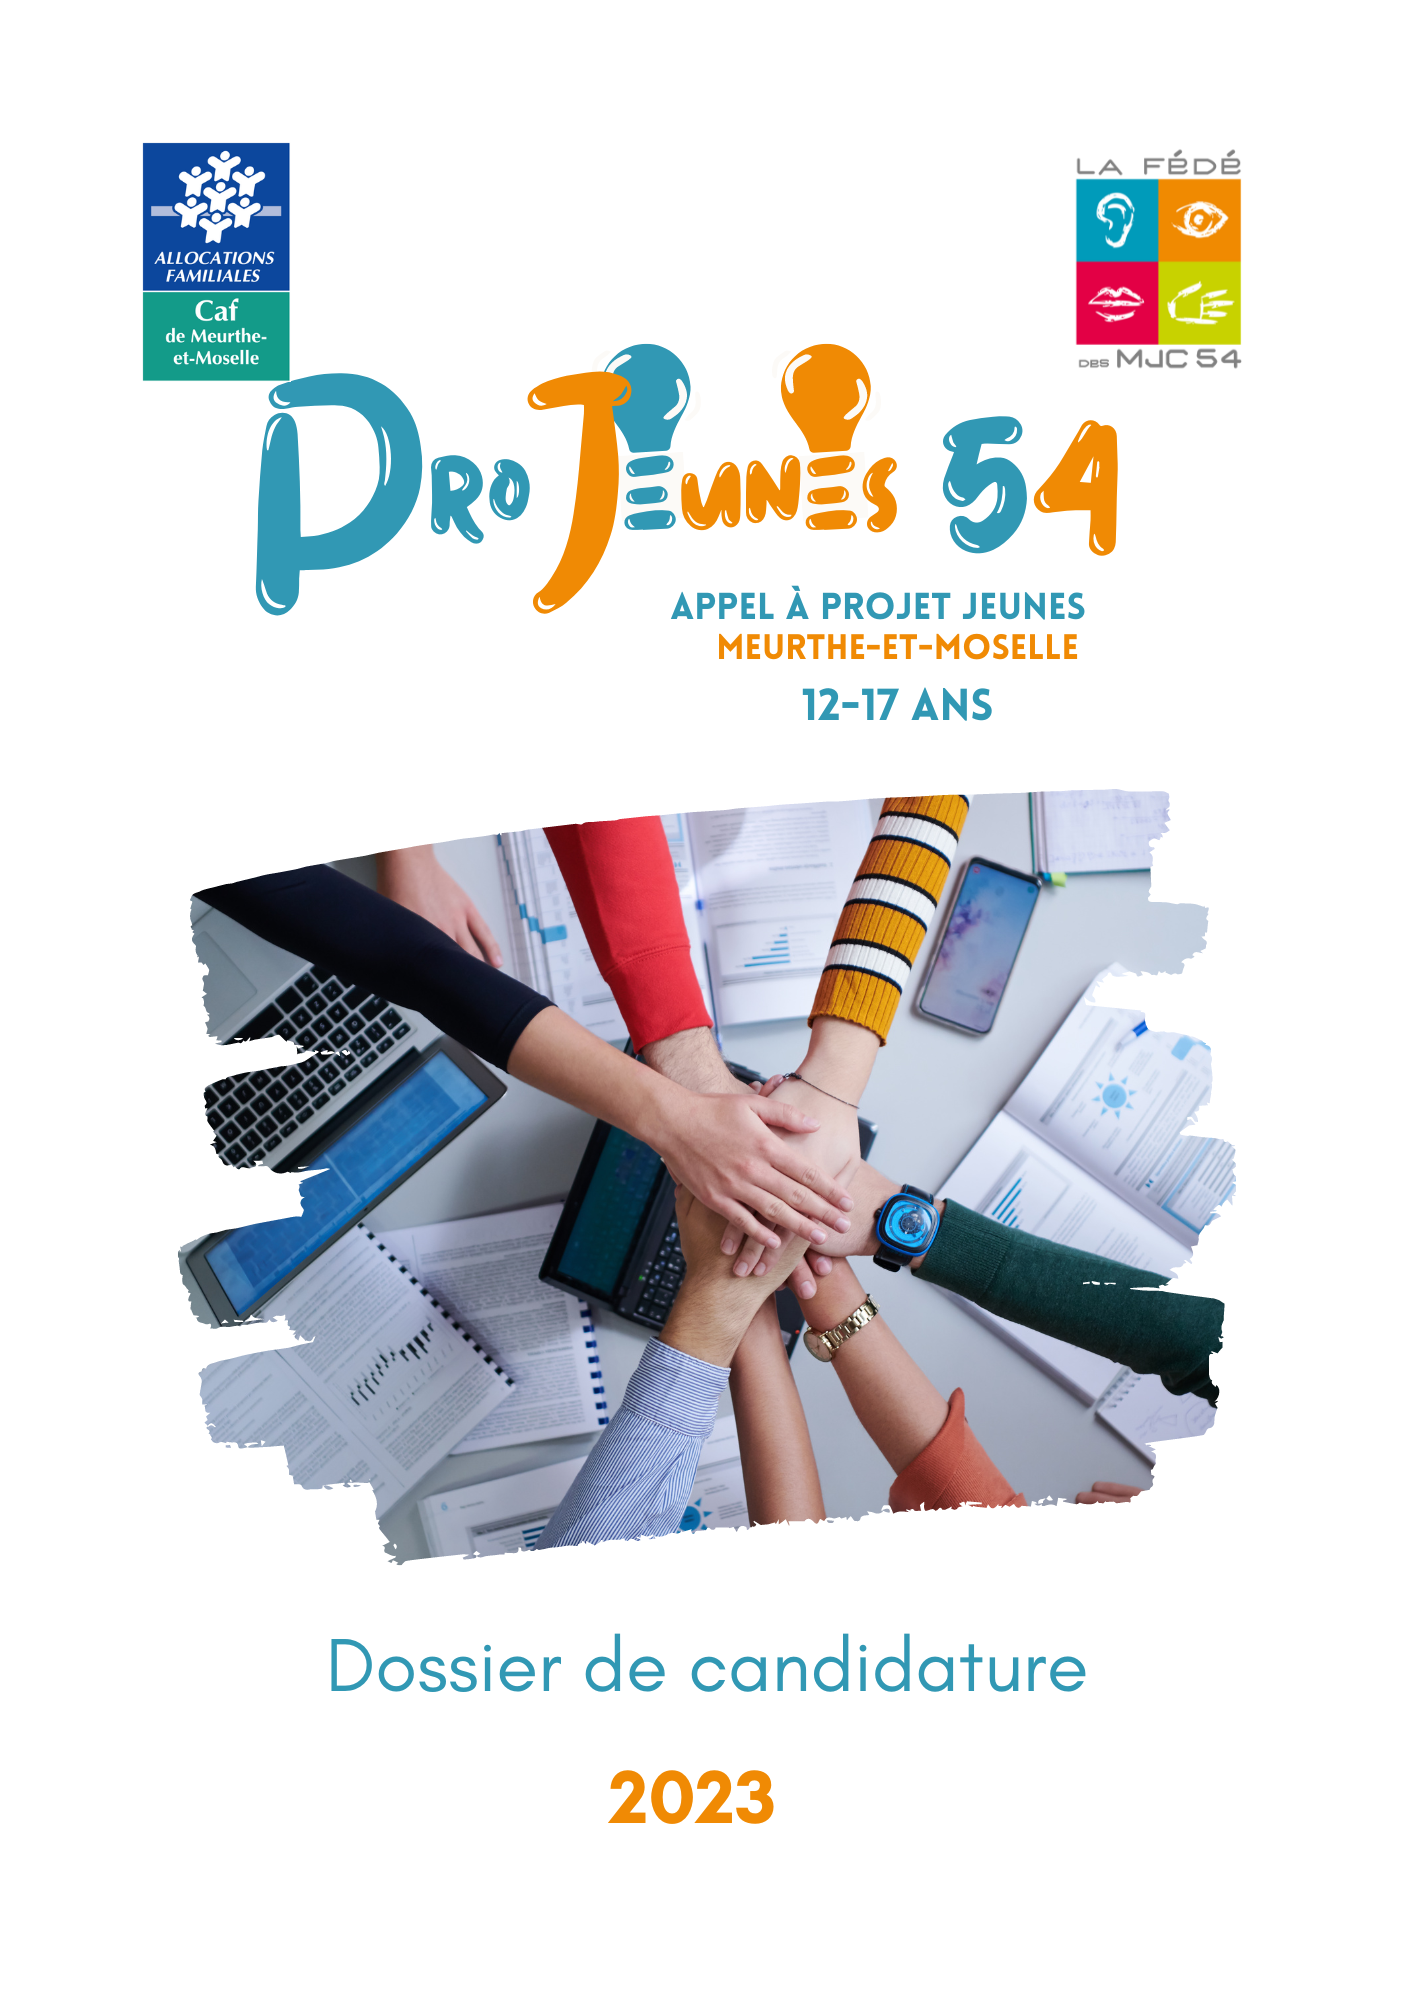 ALLOCATIONS
FAMILIALES
Caf
de Meurthe-
et-Moselle
LA FÉDÉ
DES MJC 54
PROJEUNES 54
APPEL À PROJET JEUNES
MEURTHE-ET-MOSELLE
12-17 ANS
Dossier de candidature
2023